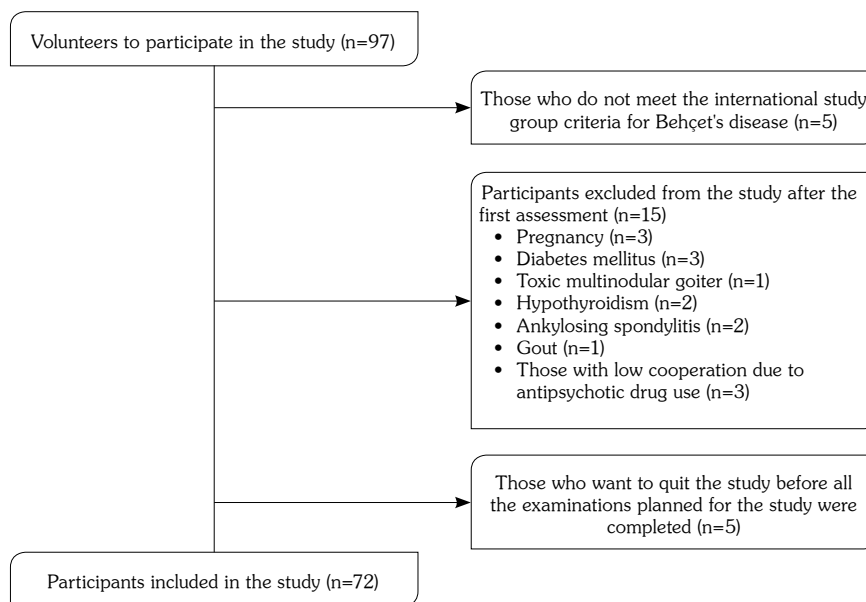 Volunteers to participate in the study (n=97)
Those who do not meet the international study
group criteria for Behçet's disease (n=5)
Participants excluded from the study after the
first assessment (n=15)
• Pregnancy (n=3)
• Diabetes mellitus (n=3)
• Toxic multinodular goiter (n=1)
• Hypothyroidism (n=2)
• Ankylosing spondylitis (n=2)
• Gout (n=1)
• Those with low cooperation due to
antipsychotic drug use (n=3)
Those who want to quit the study before all
the examinations planned for the study were
completed (n=5)
Participants included in the study (n=72)